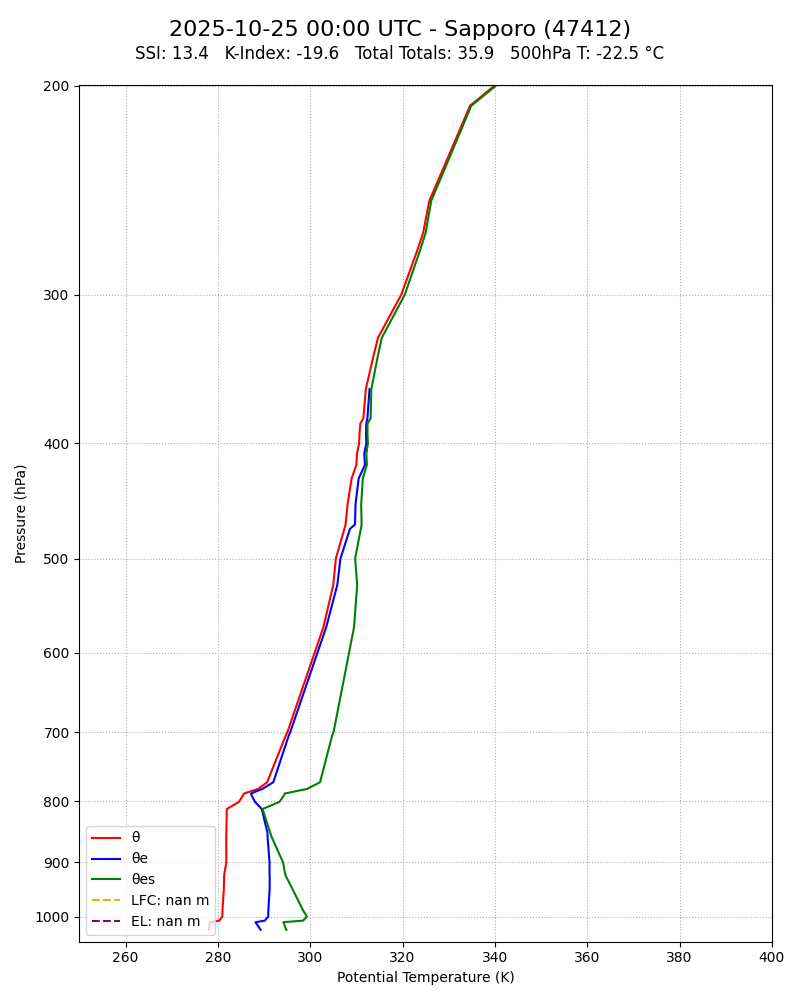 2025-10-25 00:00 UTC - Sapporo (47412)
SSI: 13.4 K-Index: -19.6 Total Totals: 35.9 500hPa T: -22.5 °C
200
300
400
500
600
700
800
900
1000
Pressure (hPa)
θ
θe
θes
LFC: nan m
EL: nan m
260 280 300 320 340 360 380 400
Potential Temperature (K)